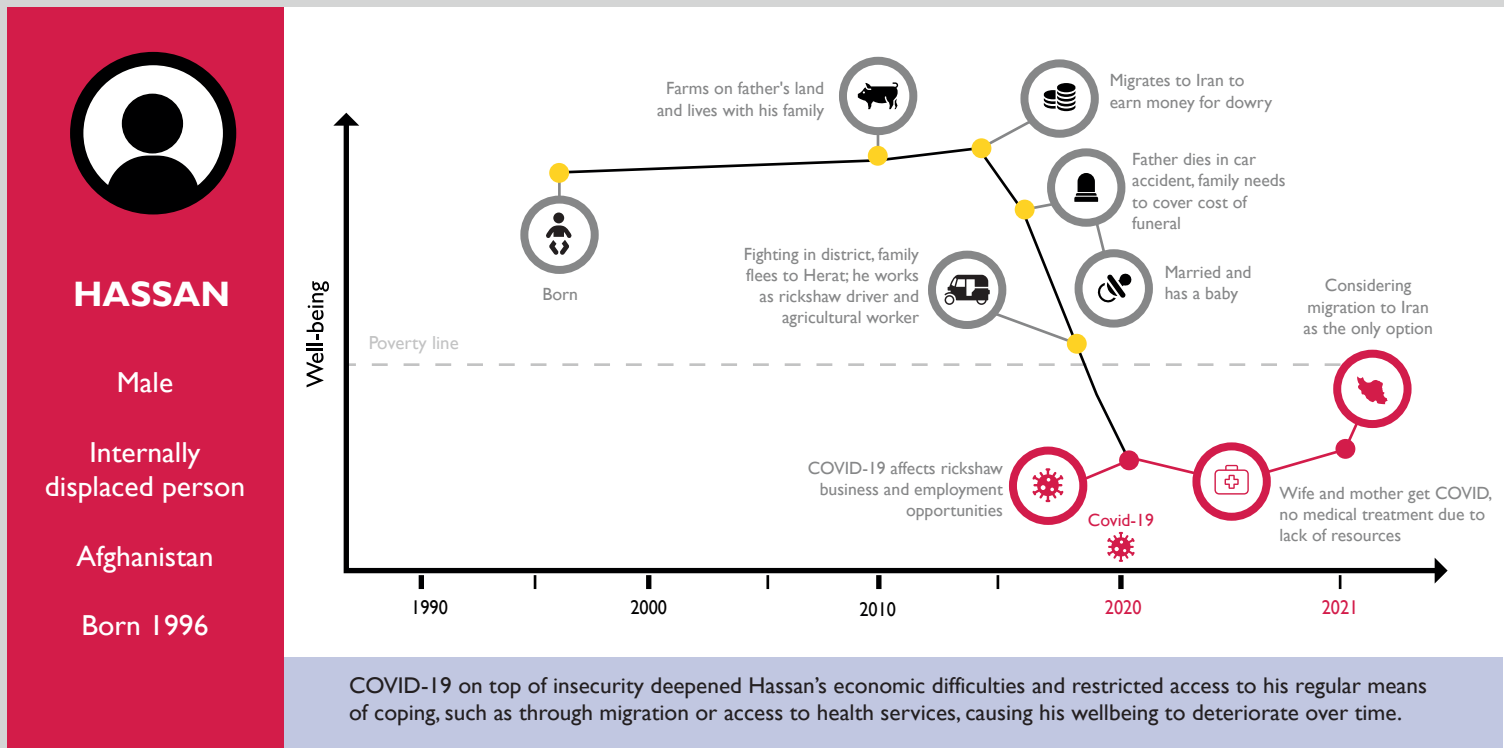 HASSAN
Male
Internally
displaced person
Afghanistan
Born 1996
Well-being
Poverty line
Born
Farms on father's land
and lives with his family
Migrates to Iran to
earn money for dowry
Father dies in car
accident, family needs
to cover cost of
funeral
Married and
has a baby
Fighting in district, family
flees to Herat; he works
as rickshaw driver and
agricultural worker
Considering
migration to Iran
as the only option
COVID-19 affects rickshaw
business and employment
opportunities
Covid-19
Wife and mother get COVID,
no medical treatment due to
lack of resources
1990
2000
2010
2020
2021
COVID-19 on top of insecurity deepened Hassan’s economic difficulties and restricted access to his regular means
of coping, such as through migration or access to health services, causing his wellbeing to deteriorate over time.